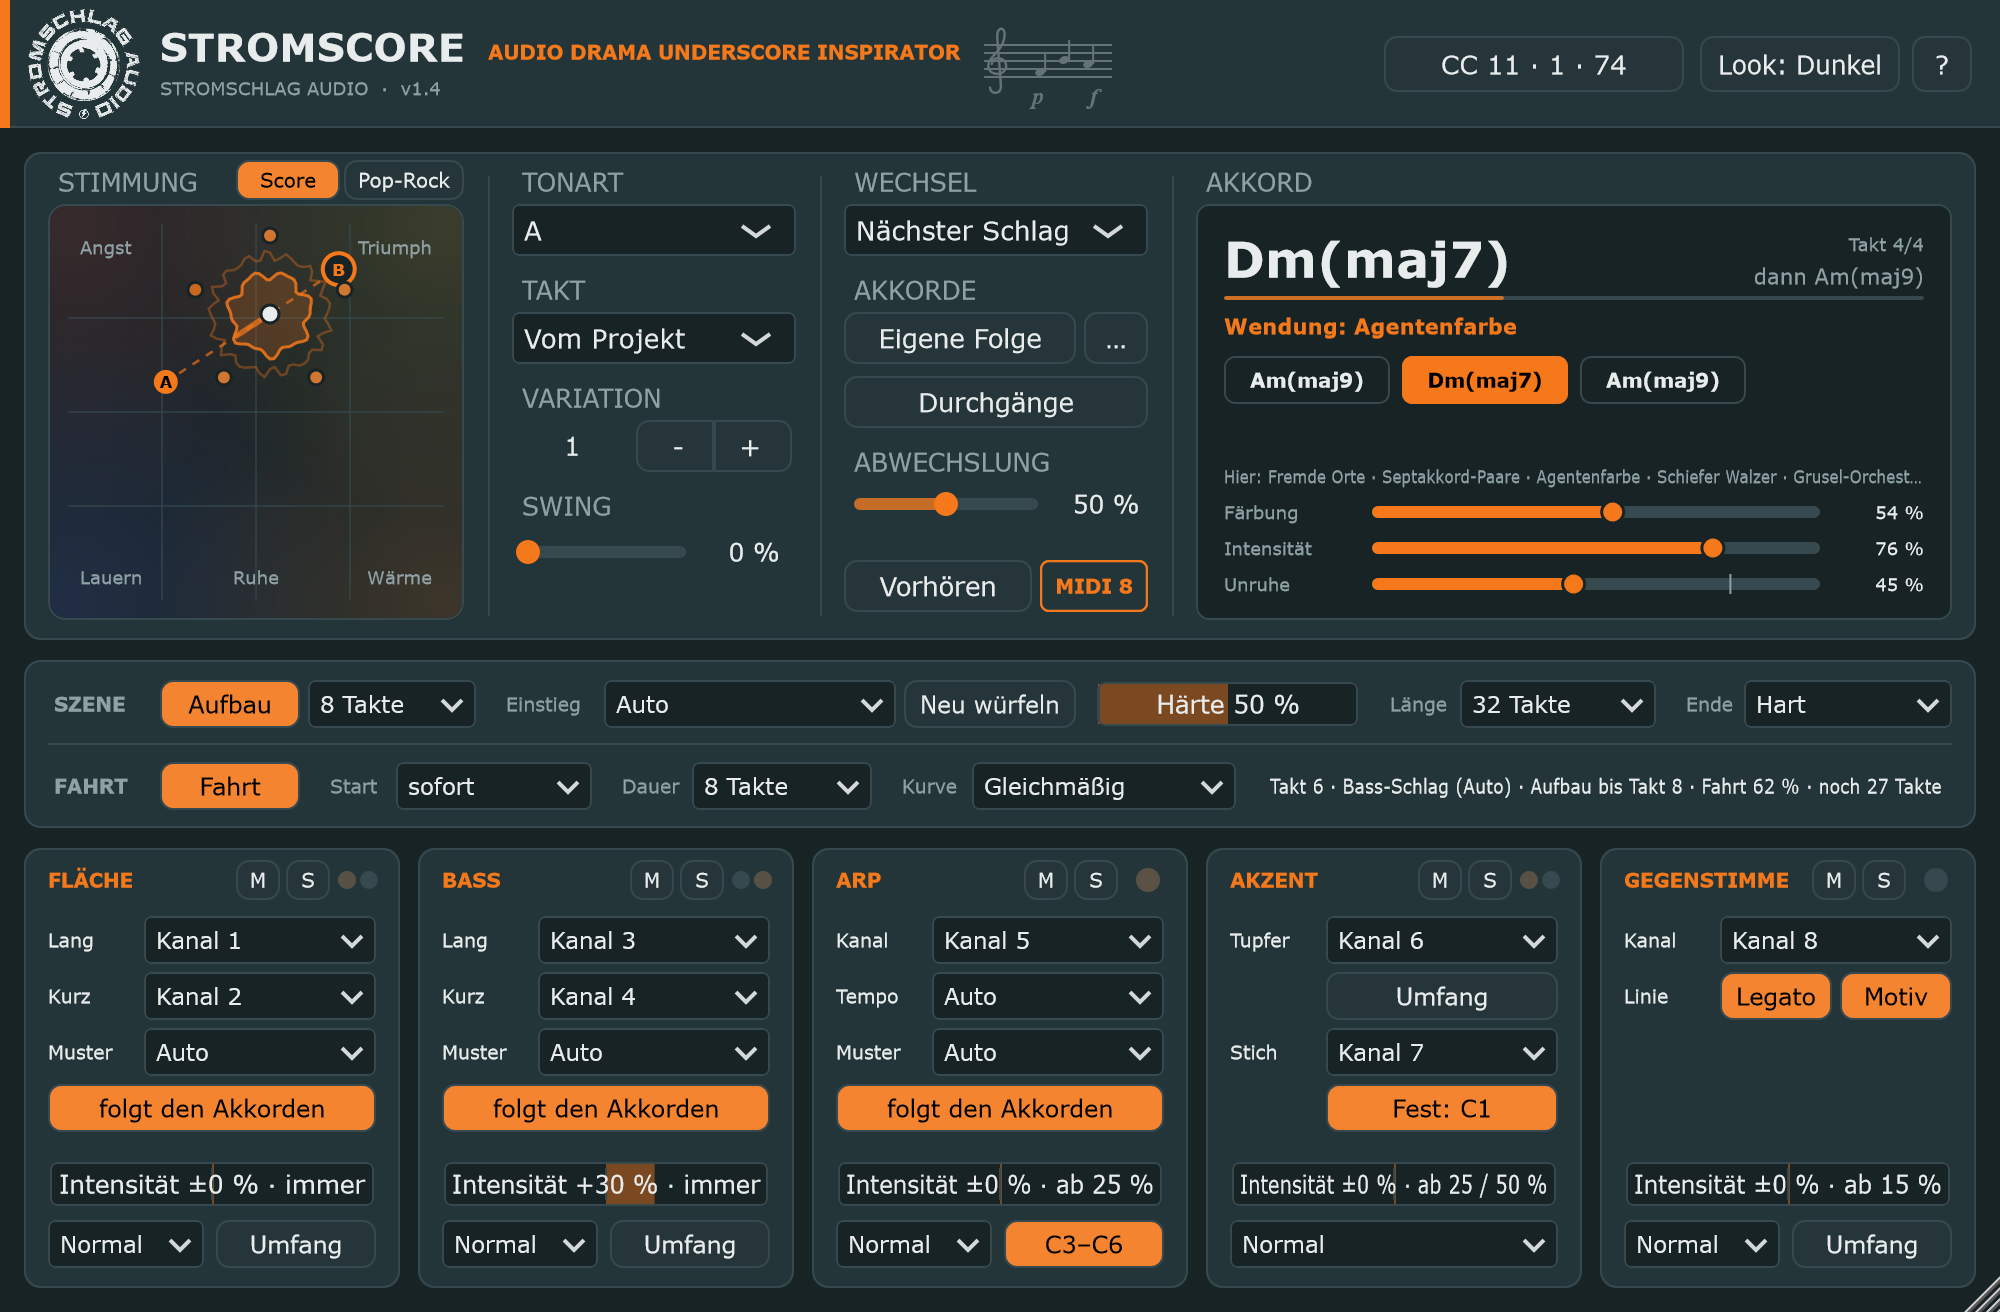 STROMSCHLAG AUDIO
STROMSCORE
AUDIO DRAMA UNDERSCORE INSPIRATOR
STROMSCHLAG AUDIO · v1.4
p f
CC 11 · 1 · 74
Look: Dunkel
?
STIMMUNG
Score
Pop-Rock
Angst
Triumph
B
A
Lauern
Ruhe
Wärme
TONART
A
TAKT
Vom Projekt
VARIATION
1
-
+
SWING
0 %
WECHSEL
Nächster Schlag
AKKORDE
Eigene Folge
...
Durchgänge
ABWECHSLUNG
50 %
Vorhören
MIDI 8
AKKORD
Dm(maj7)
Takt 4/4
dann Am(maj9)
Wendung: Agentenfarbe
Am(maj9)
Dm(maj7)
Am(maj9)
Hier: Fremde Orte · Septakkord-Paare · Agentenfarbe · Schiefer Walzer · Grusel-Orchest...
Färbung
54 %
Intensität
76 %
Unruhe
45 %
SZENE
Aufbau
8 Takte
Einstieg
Auto
Neu würfeln
Härte 50 %
Länge
32 Takte
Ende
Hart
FAHRT
Fahrt
Start
sofort
Dauer
8 Takte
Kurve
Gleichmäßig
Takt 6 · Bass-Schlag (Auto) · Aufbau bis Takt 8 · Fahrt 62 % · noch 27 Takte
FLÄCHE
M
S
Lang
Kanal 1
Kurz
Kanal 2
Muster
Auto
folgt den Akkorden
Intensität ±0 % · immer
Normal
Umfang
BASS
M
S
Lang
Kanal 3
Kurz
Kanal 4
Muster
Auto
folgt den Akkorden
Intensität +30 % · immer
Normal
Umfang
ARP
M
S
Kanal
Kanal 5
Tempo
Auto
Muster
Auto
folgt den Akkorden
Intensität ±0 % · ab 25 %
Normal
C3–C6
AKZENT
M
S
Tupfer
Kanal 6
Umfang
Stich
Kanal 7
Fest: C1
Intensität ±0 % · ab 25 / 50 %
Normal
GEGENSTIMME
M
S
Kanal
Kanal 8
Linie
Legato
Motiv
Intensität ±0 % · ab 15 %
Normal
Umfang